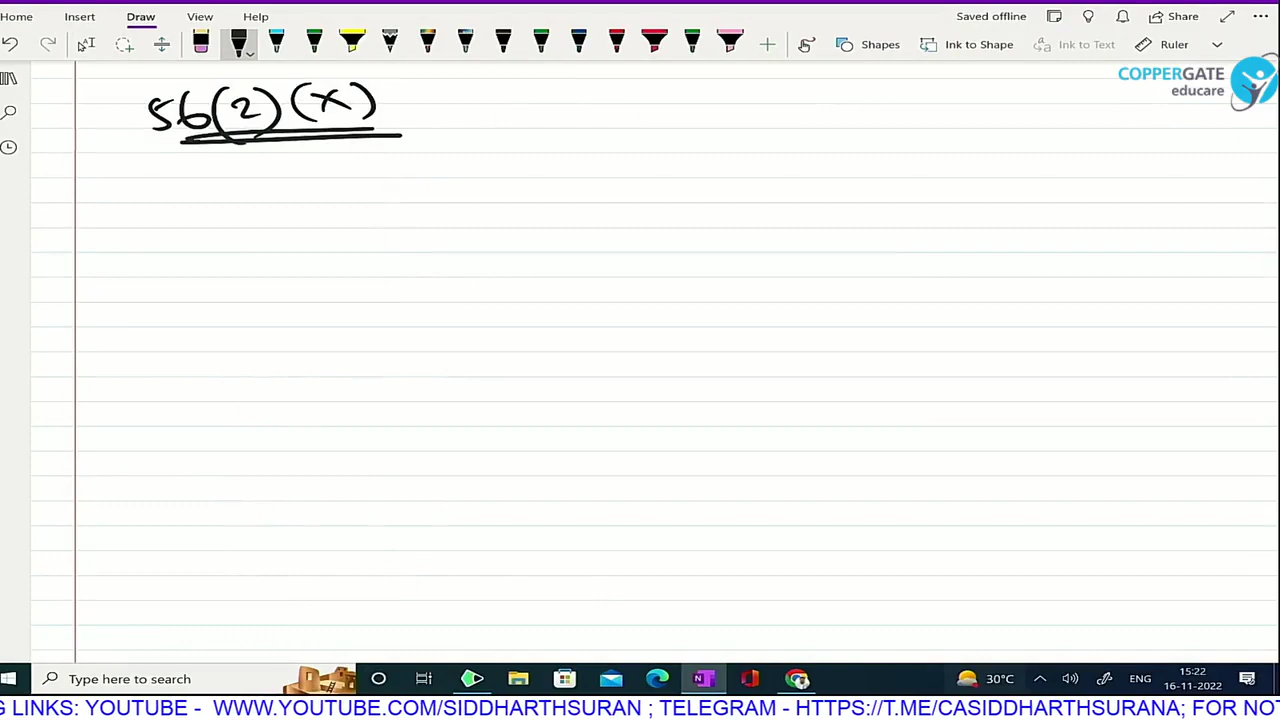 Home Insert Draw View Help Saved offline Share
Shapes Ink to Shape Ink to Text Ruler
COPPERGATE
educare
56(2)(x)
Type here to search 30°C ENG 15:22
16-11-2022
G LINKS: YOUTUBE - WWW.YOUTUBE.COM/SIDDHARTHSURAN ; TELEGRAM - HTTPS://T.ME/CASIDDHARTHSURANA; FOR NO